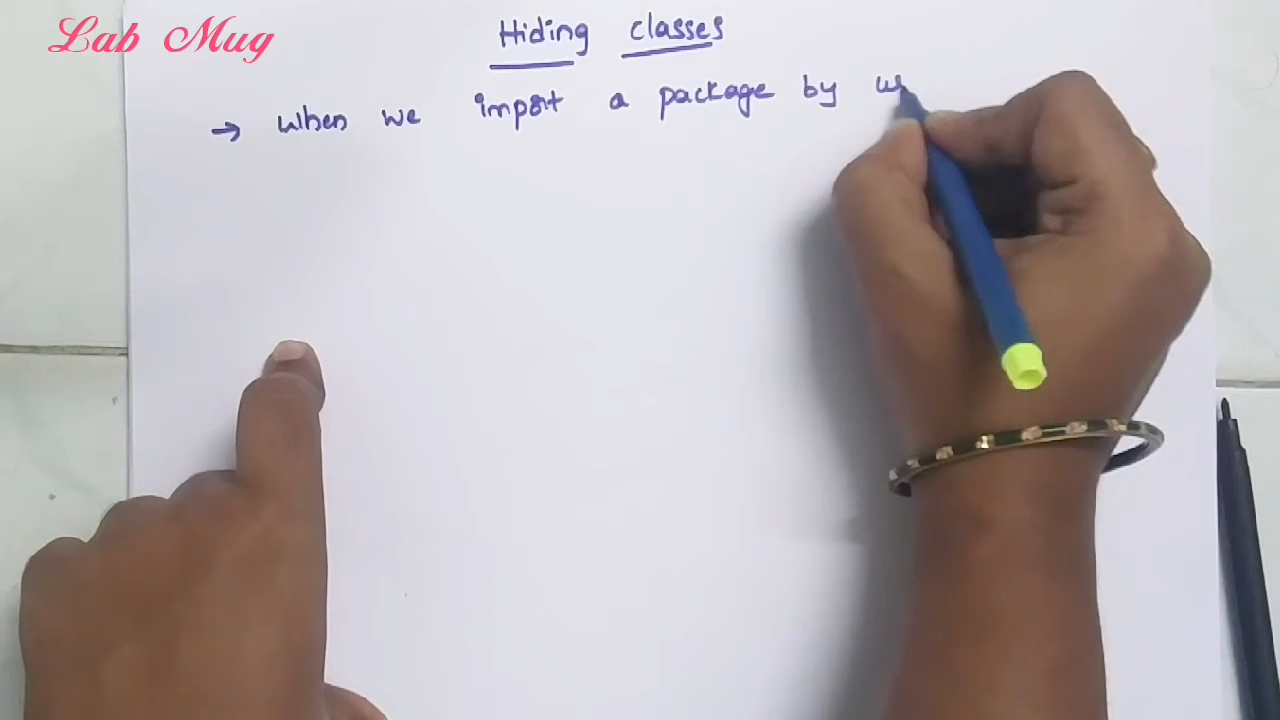 Lab Mug
Hiding classes
→ when we import a package by